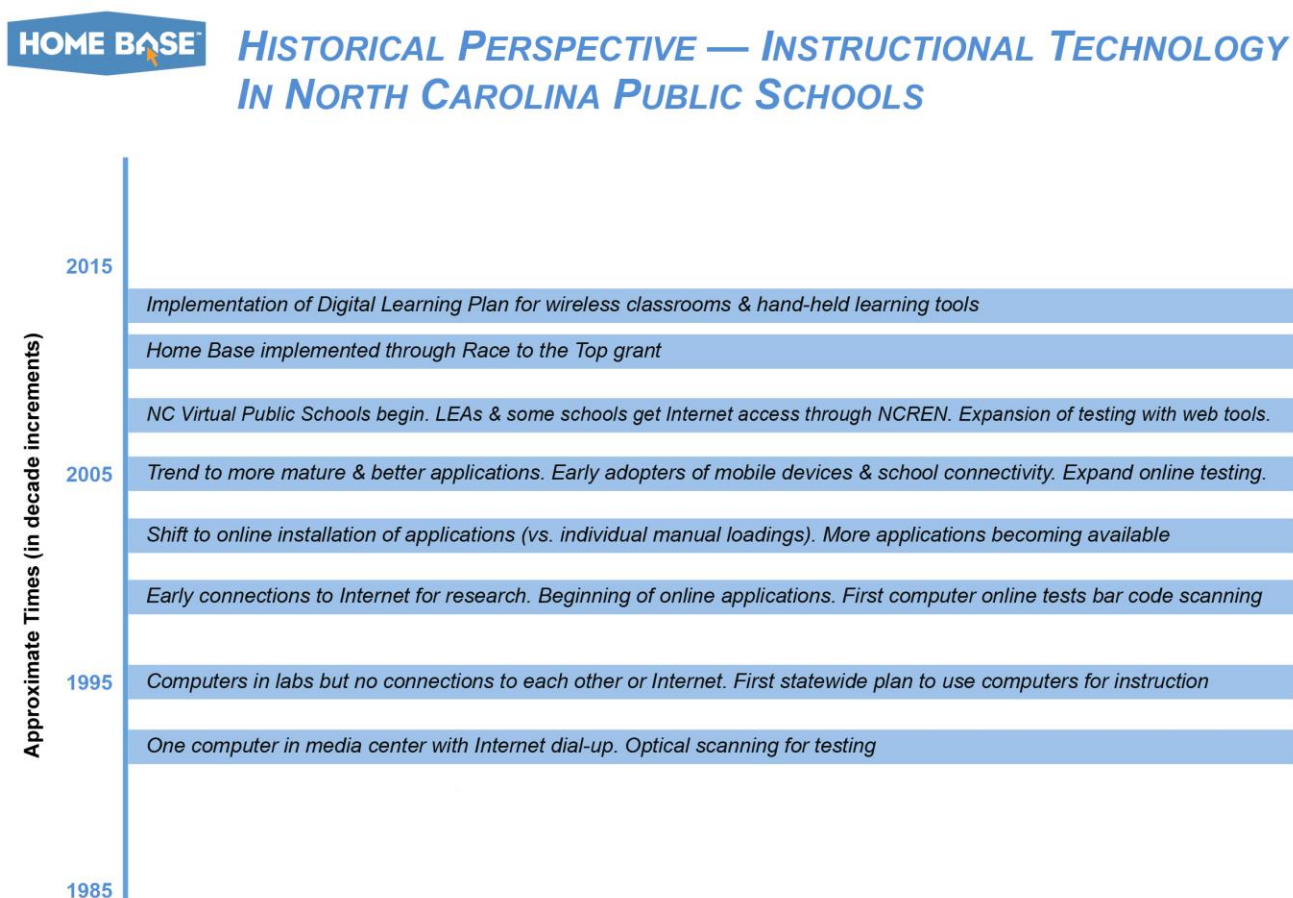 HOME BASE™
HISTORICAL PERSPECTIVE — INSTRUCTIONAL TECHNOLOGY
IN NORTH CAROLINA PUBLIC SCHOOLS
Approximate Times (in decade increments)
2015
Implementation of Digital Learning Plan for wireless classrooms & hand-held learning tools
Home Base implemented through Race to the Top grant
NC Virtual Public Schools begin. LEAs & some schools get Internet access through NCREN. Expansion of testing with web tools.
2005
Trend to more mature & better applications. Early adopters of mobile devices & school connectivity. Expand online testing.
Shift to online installation of applications (vs. individual manual loadings). More applications becoming available
Early connections to Internet for research. Beginning of online applications. First computer online tests bar code scanning
1995
Computers in labs but no connections to each other or Internet. First statewide plan to use computers for instruction
One computer in media center with Internet dial-up. Optical scanning for testing
1985